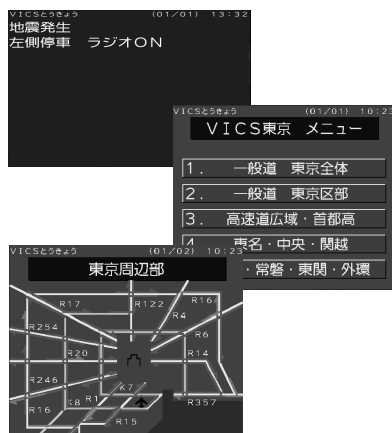 VICSとうきょう (01/01) 13:32
地震発生
左側停車 ラジオON
VICSとうきょう (01/01) 10:23
VICS東京 メニュー
1. 一般道 東京全体
2. 一般道 東京区部
3. 高速道広域・首都高
4. 東名・中央・関越
・常磐・東関・外環
VICSとうきょう (01/02) 10:23
東京周辺部
R17
R122
R16
R4
R254
R6
R20
R14
R246
K7
R16
K8
R1
R357
R15